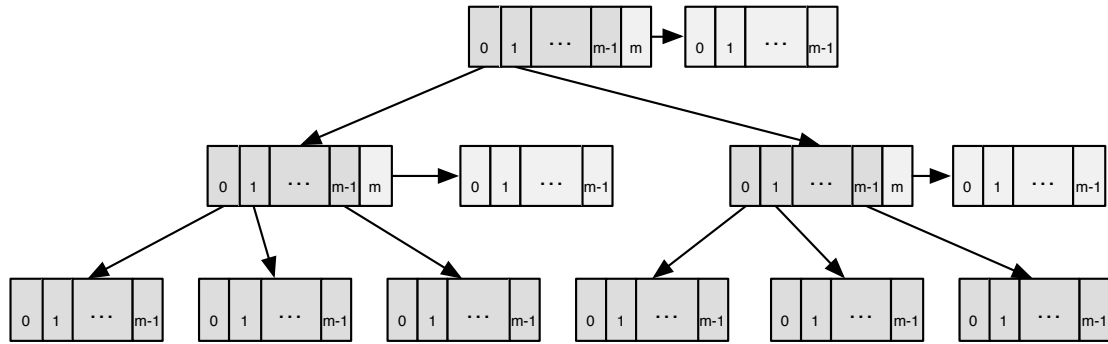 0 1 ... m-1 m 0 1 ... m-1
0 1 ... m-1 m 0 1 ... m-1 0 1 ... m-1 m 0 1 ... m-1
0 1 ... m-1 0 1 ... m-1 0 1 ... m-1 0 1 ... m-1 0 1 ... m-1 0 1 ... m-1